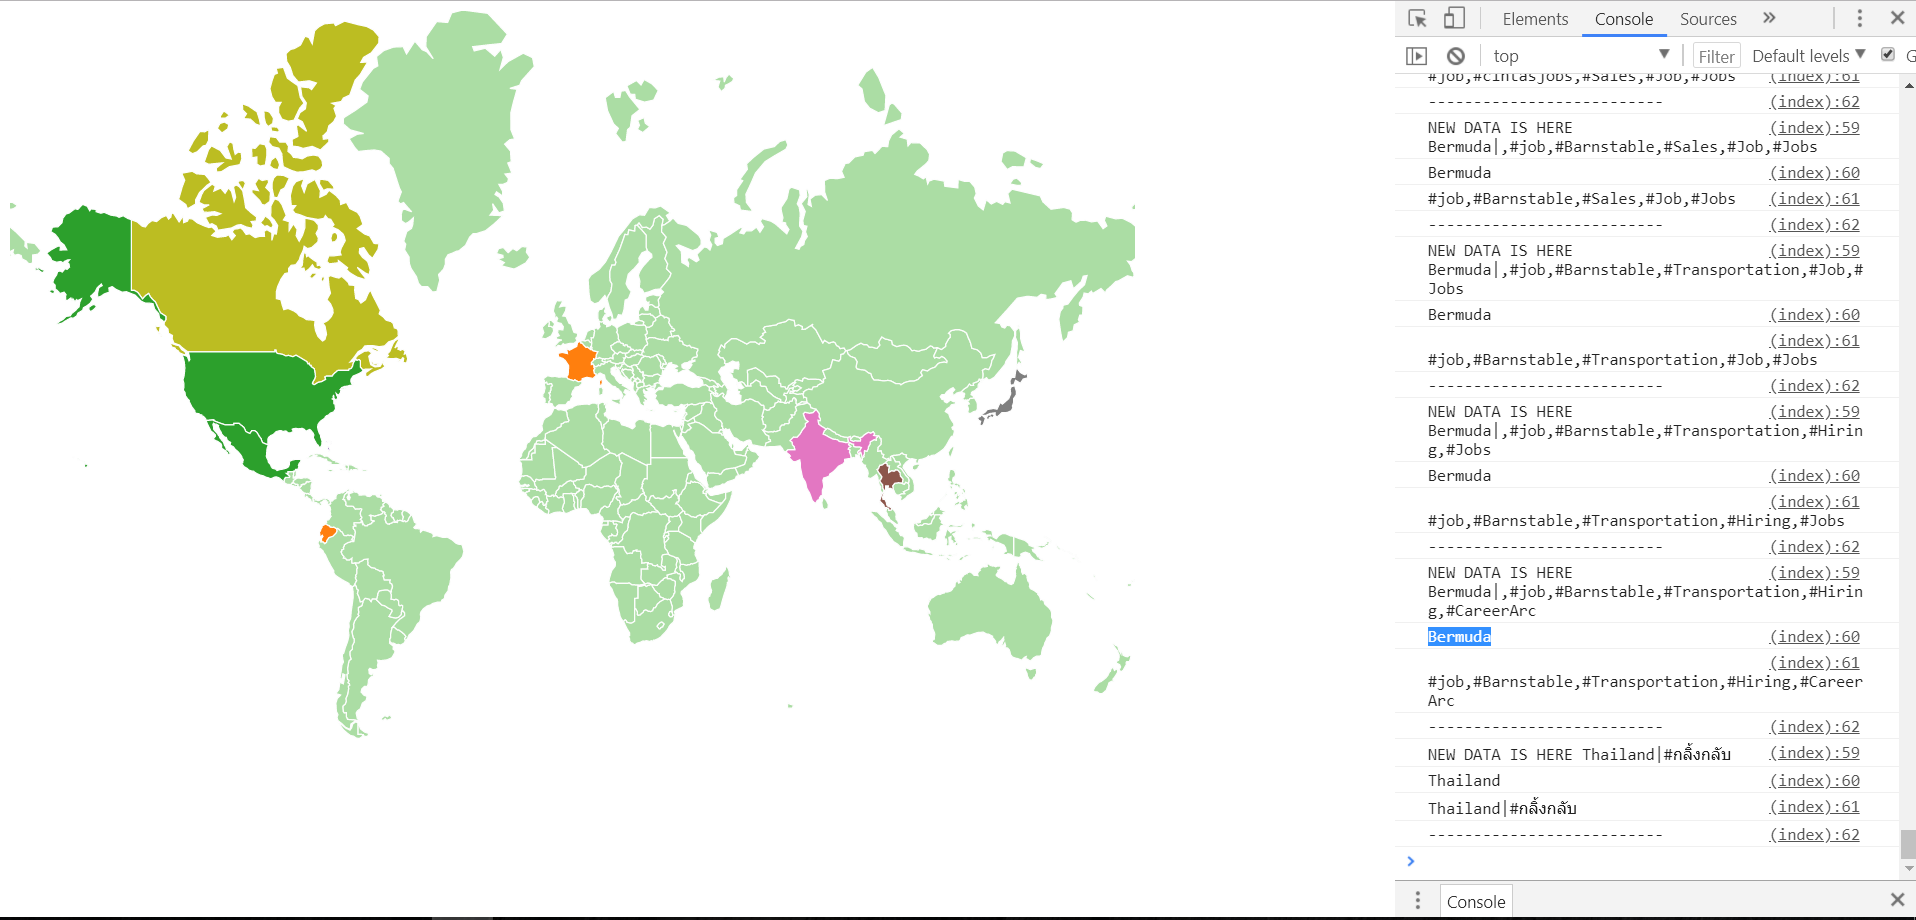 Elements Console Sources »
top Filter Default levels G
#job,#cintasjobs,#Sales,#Job,#Jobs (index):61
-------------------------- (index):62
NEW DATA IS HERE (index):59
Bermuda|,#job,#Barnstable,#Sales,#Job,#Jobs
Bermuda (index):60
#job,#Barnstable,#Sales,#Job,#Jobs (index):61
-------------------------- (index):62
NEW DATA IS HERE (index):59
Bermuda|,#job,#Barnstable,#Transportation,#Job,#
Jobs
Bermuda (index):60
(index):61
#job,#Barnstable,#Transportation,#Job,#Jobs
-------------------------- (index):62
NEW DATA IS HERE (index):59
Bermuda|,#job,#Barnstable,#Transportation,#Hirin
g,#Jobs
Bermuda (index):60
(index):61
#job,#Barnstable,#Transportation,#Hiring,#Jobs
-------------------------- (index):62
NEW DATA IS HERE (index):59
Bermuda|,#job,#Barnstable,#Transportation,#Hirin
g,#CareerArc
Bermuda (index):60
(index):61
#job,#Barnstable,#Transportation,#Hiring,#Career
Arc
-------------------------- (index):62
NEW DATA IS HERE Thailand|#กลิ้งกลับ (index):59
Thailand (index):60
Thailand|#กลิ้งกลับ (index):61
-------------------------- (index):62
>
Console